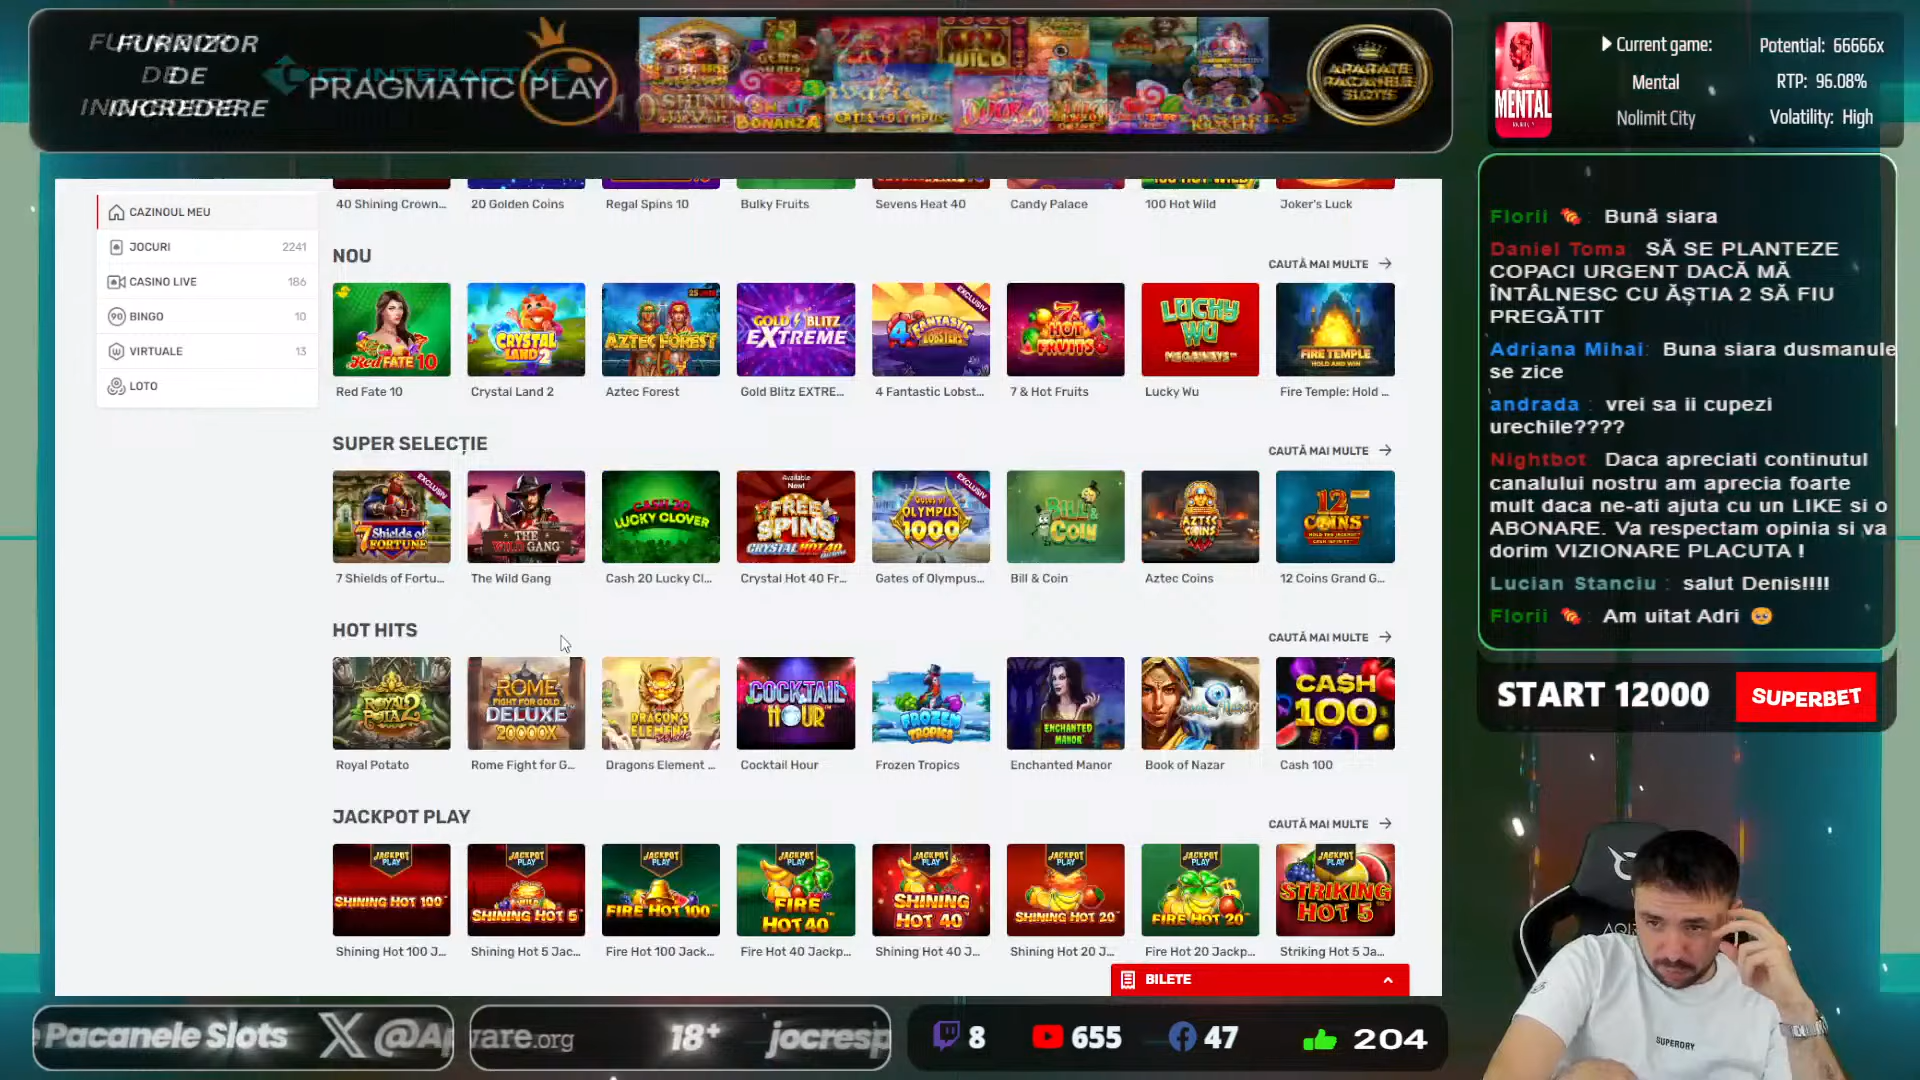 FURNIZOR
DE
INCREDERE
PRAGMATIC PLAY
APARATE
PACANELE
SLOTS
MENTAL
Current game:
Mental
Nolimit City
Potential: 66666x
RTP: 96.08%
Volatility: High
CAZINOUL MEU
JOCURI 2241
CASINO LIVE 186
BINGO 10
VIRTUALE 13
LOTO
40 Shining Crown...
20 Golden Coins
Regal Spins 10
Bulky Fruits
Sevens Heat 40
Candy Palace
100 Hot Wild
Joker's Luck
NOU
CAUTĂ MAI MULTE
Red Fate 10
Crystal Land 2
Aztec Forest
Gold Blitz EXTRE...
4 Fantastic Lobst...
7 & Hot Fruits
Lucky Wu
Fire Temple: Hold ...
SUPER SELECȚIE
CAUTĂ MAI MULTE
7 Shields of Fortu...
The Wild Gang
Cash 20 Lucky Cl...
Crystal Hot 40 Fr...
Gates of Olympus...
Bill & Coin
Aztec Coins
12 Coins Grand G...
HOT HITS
CAUTĂ MAI MULTE
Royal Potato
Rome Fight for G...
Dragons Element ...
Cocktail Hour
Frozen Tropics
Enchanted Manor
Book of Nazar
Cash 100
JACKPOT PLAY
CAUTĂ MAI MULTE
Shining Hot 100 J...
Shining Hot 5 Jac...
Fire Hot 100 Jack...
Fire Hot 40 Jackp...
Shining Hot 40 J...
Shining Hot 20 J...
Fire Hot 20 Jackp...
Striking Hot 5 Ja...
BILETE
Florii : Bună siara
Daniel Toma: SĂ SE PLANTEZE
COPACI URGENT DACĂ MĂ
ÎNTÂLNESC CU ĂȘTIA 2 SĂ FIU
PREGĂTIT
Adriana Mihai: Buna siara dusmanule
se zice
andrada : vrei sa ii cupezi
urechile????
Nightbot: Daca apreciati continutul
canalului nostru am aprecia foarte
mult daca ne-ati ajuta cu un LIKE si o
ABONARE. Va respectam opinia si va
dorim VIZIONARE PLACUTA !
Lucian Stanciu : salut Denis!!!!
Florii : Am uitat Adri
START 12000
SUPERBET
Pacanele Slots
18+
8
655
47
204
SUPERDRY